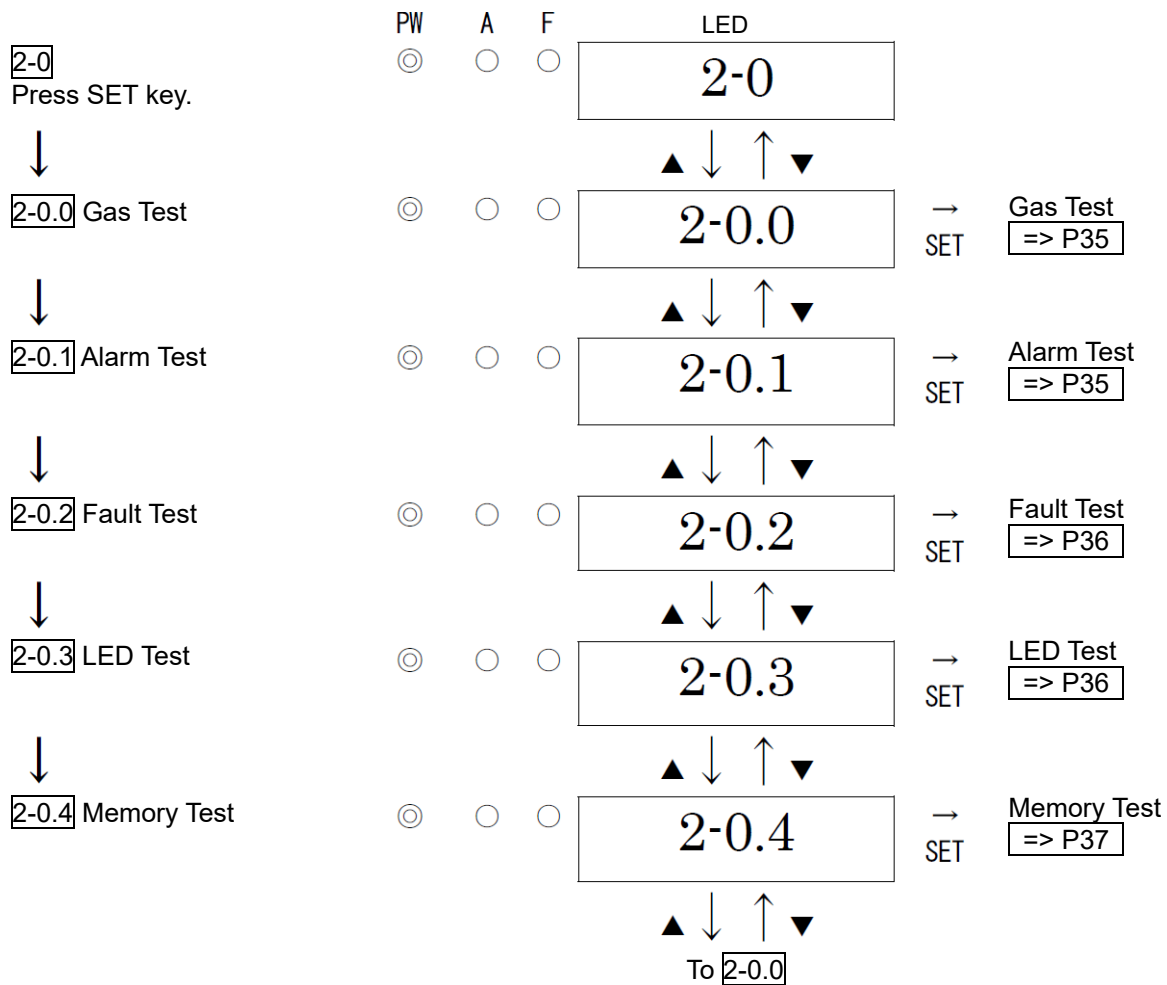 PW A F LED
2-0 ◎ ○ ○ 2-0
Press SET key.
↓ ▲ ↓ ↑ ▼
2-0.0 Gas Test ◎ ○ ○ 2-0.0 → Gas Test
SET => P35
↓ ▲ ↓ ↑ ▼
2-0.1 Alarm Test ◎ ○ ○ 2-0.1 → Alarm Test
SET => P35
↓ ▲ ↓ ↑ ▼
2-0.2 Fault Test ◎ ○ ○ 2-0.2 → Fault Test
SET => P36
↓ ▲ ↓ ↑ ▼
2-0.3 LED Test ◎ ○ ○ 2-0.3 → LED Test
SET => P36
↓ ▲ ↓ ↑ ▼
2-0.4 Memory Test ◎ ○ ○ 2-0.4 → Memory Test
SET => P37
▲ ↓ ↑ ▼
To 2-0.0